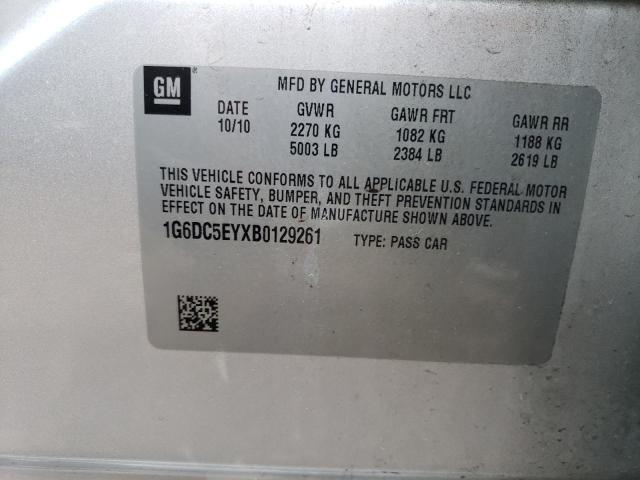 GM ®
MFD BY GENERAL MOTORS LLC
DATE GVWR GAWR FRT GAWR RR
10/10 2270 KG 1082 KG 1188 KG
5003 LB 2384 LB 2619 LB
THIS VEHICLE CONFORMS TO ALL APPLICABLE U.S. FEDERAL MOTOR
VEHICLE SAFETY, BUMPER, AND THEFT PREVENTION STANDARDS IN
EFFECT ON THE DATE OF MANUFACTURE SHOWN ABOVE.
1G6DC5EYXB0129261 TYPE: PASS CAR